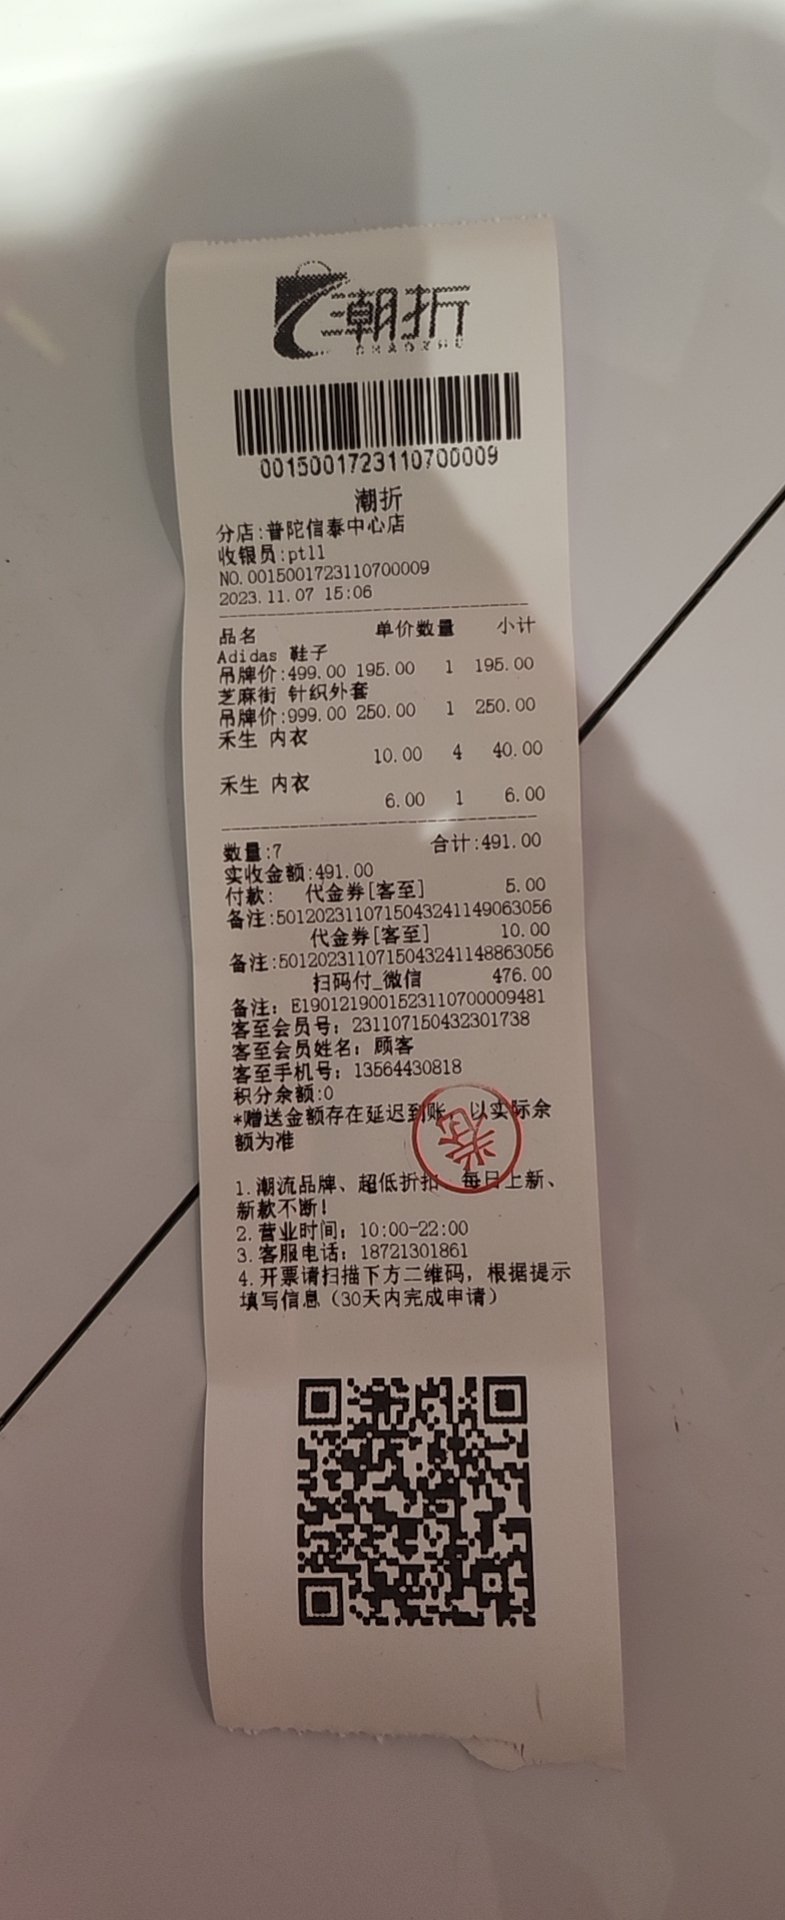 潮折
CHAOZHE
0015001723110700009
潮折
分店:普陀信泰中心店
收银员:pt11
NO.0015001723110700009
2023.11.07 15:06
品名 单价数量 小计
Adidas 鞋子
吊牌价:499.00 195.00 1 195.00
芝麻街 针织外套
吊牌价:999.00 250.00 1 250.00
禾生 内衣
10.00 4 40.00
禾生 内衣
6.00 1 6.00
数量:7 合计:491.00
实收金额:491.00
付款: 代金券[客至] 5.00
备注:50120231107150432411490​63056
代金券[客至] 10.00
备注:5012023110715043241148863056
扫码付_微信 476.00
备注: E1901219001523110700009481
客至会员号: 231107150432301738
客至会员姓名: 顾客
客至手机号: 13564430818
积分余额:0
*赠送金额存在延迟到账, 以实际余
额为准
1.潮流品牌、超低折扣 每日上新、
新款不断!
2.营业时间: 10:00-22:00
3.客服电话: 18721301861
4.开票请扫描下方二维码, 根据提示
填写信息(30天内完成申请)